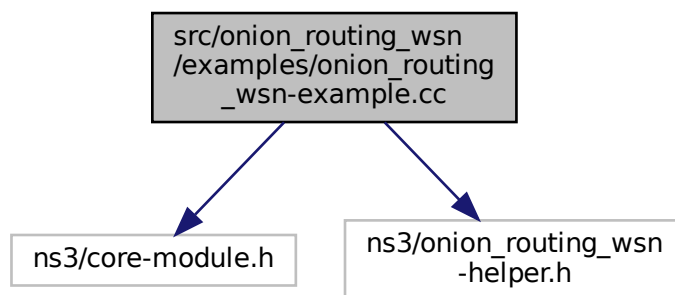 src/onion_routing_wsn
/examples/onion_routing
_wsn-example.cc
ns3/core-module.h
ns3/onion_routing_wsn
-helper.h